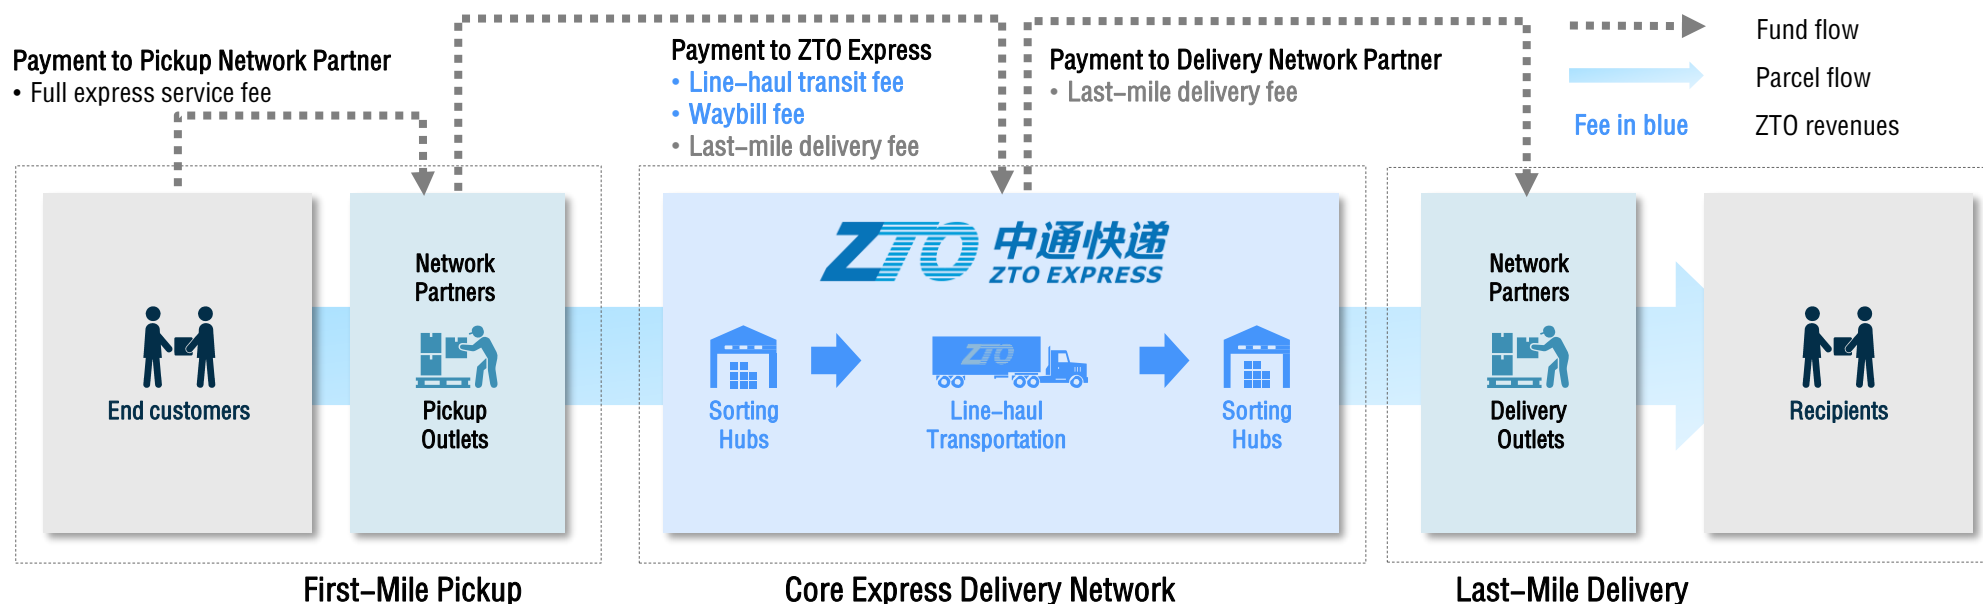 Payment to Pickup Network Partner
• Full express service fee
Payment to ZTO Express
• Line-haul transit fee
• Waybill fee
• Last-mile delivery fee
Payment to Delivery Network Partner
• Last-mile delivery fee
Fund flow
Parcel flow
Fee in blue
ZTO revenues
End customers
Network
Partners
Pickup
Outlets
ZTO 中通快递
ZTO EXPRESS
Sorting
Hubs
ZTO
Line-haul
Transportation
Sorting
Hubs
Network
Partners
Delivery
Outlets
Recipients
First-Mile Pickup
Core Express Delivery Network
Last-Mile Delivery